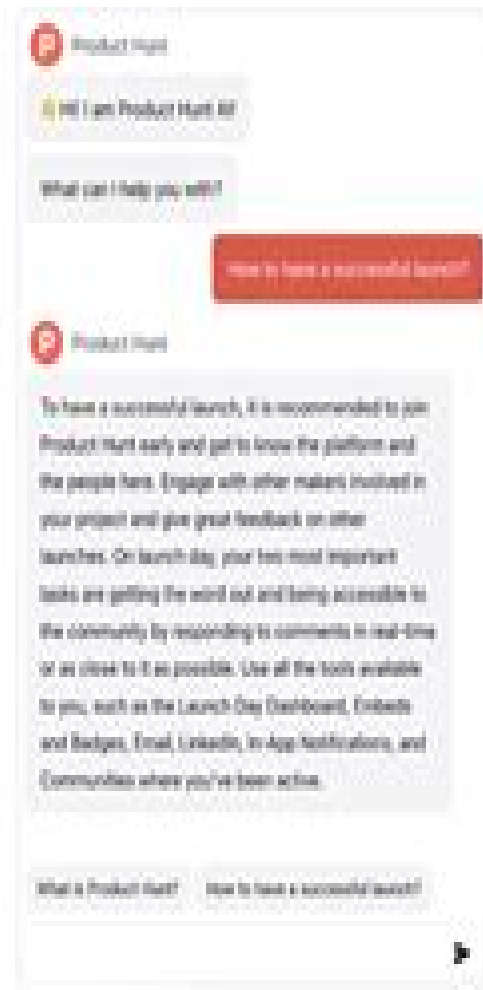 Product Hunt
Hi! I am Product Hunt AI!
What can I help you with?
How to have a successful launch?
Product Hunt
To have a successful launch, it is recommended to join
Product Hunt early and get to know the platform and
the people here. Engage with other makers involved in
your project and give great feedback on other
launches. On launch day, your two most important
tasks are getting the word out and being accessible to
the community by responding to comments in real-time
or as close to it as possible. Use all the tools available
to you, such as the Launch Day Dashboard, Embeds
and Badges, Email, LinkedIn, In-App Notifications, and
Communities where you've been active.
What is Product Hunt? How to have a successful launch?